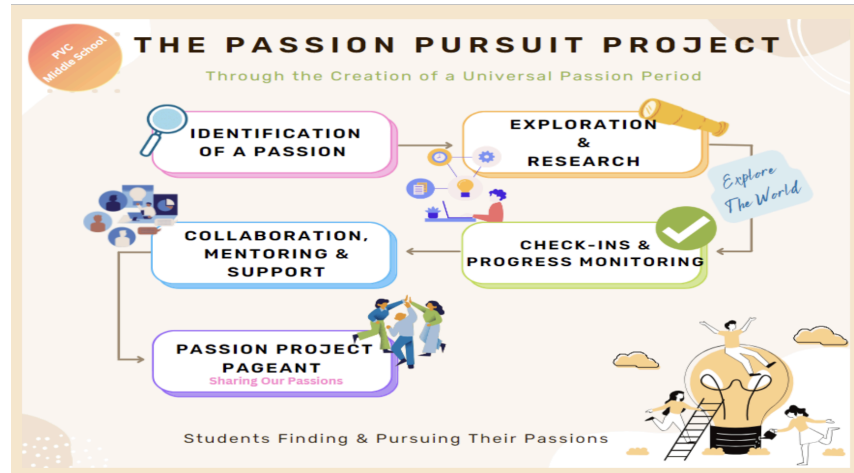 PVC
Middle School
THE PASSION PURSUIT PROJECT
Through the Creation of a Universal Passion Period
IDENTIFICATION
OF A PASSION
EXPLORATION
&
RESEARCH
Explore
The World
COLLABORATION,
MENTORING &
SUPPORT
CHECK-INS &
PROGRESS MONITORING
PASSION PROJECT
PAGEANT
Sharing Our Passions
Students Finding & Pursuing Their Passions